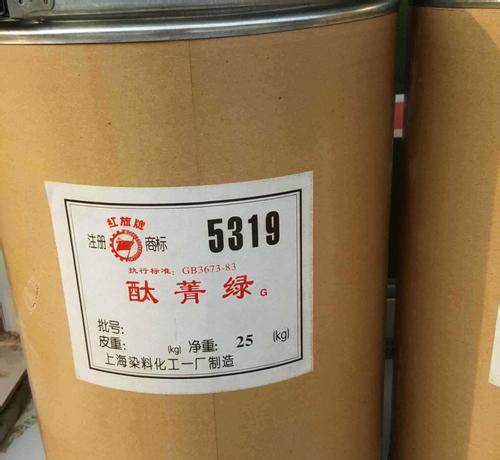 红旗牌
注册 商标 5319
执行标准：GB3673-83
酞菁绿 G
批号：
皮重： (kg) 净重： 25 (kg)
上海染料化工一厂制造